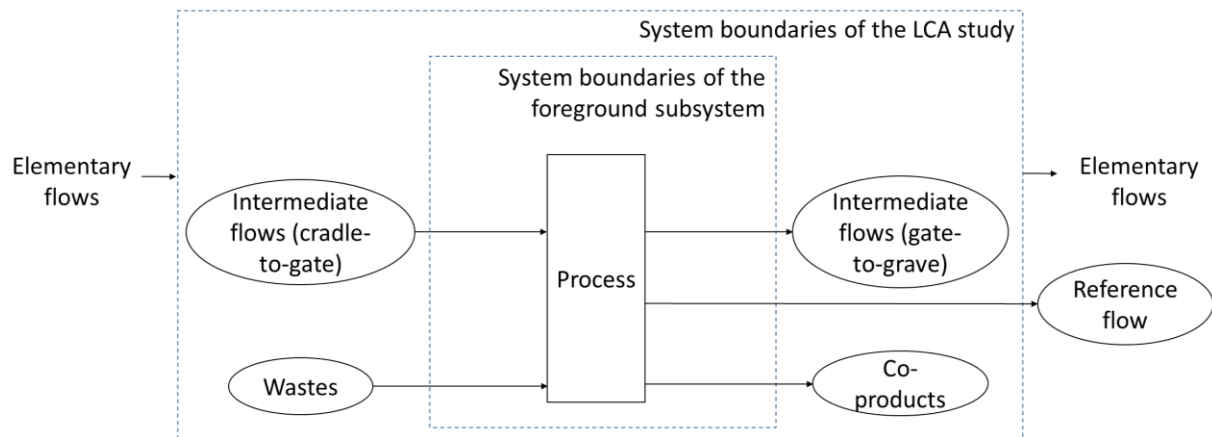 System boundaries of the LCA study
System boundaries of the
foreground subsystem
Elementary
flows
Intermediate
flows (cradle-
to-gate)
Process
Intermediate
flows (gate-
to-grave)
Elementary
flows
Reference
flow
Wastes
Co-
products